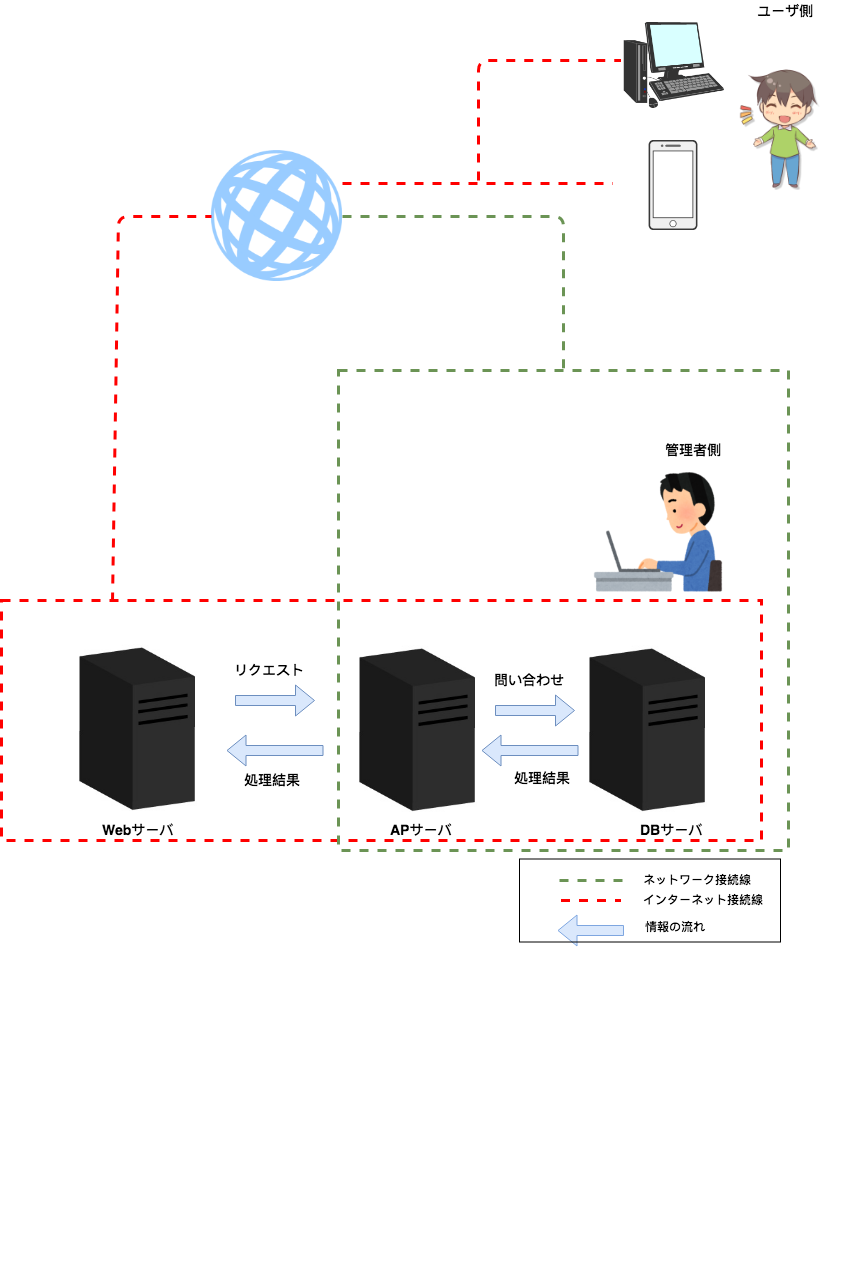 ユーザ側
管理者側
リクエスト
問い合わせ
処理結果
処理結果
Webサーバ
APサーバ
DBサーバ
ネットワーク接続線
インターネット接続線
情報の流れ